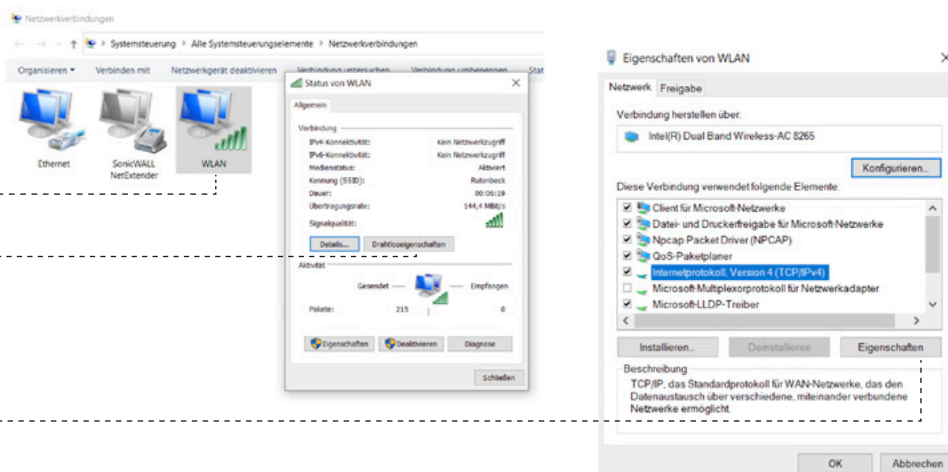 Netzwerkverbindungen
Systemsteuerung > Alle Systemsteuerungselemente > Netzwerkverbindungen
Organisieren Verbinden mit Netzwerkgerät deaktivieren Verbindung untersuchen Verbindung umbenennen Stat
Ethernet
SonicWALL
NetExtender
WLAN
Status von WLAN
Allgemein
Verbindung
IPv4-Konnektivität: Kein Netzwerkzugriff
IPv6-Konnektivität: Kein Netzwerkzugriff
Medienstatus: Aktiviert
Kennung (SSID): Rutenbeck
Dauer: 00:06:19
Übertragungsrate: 144,4 MBit/s
Signalqualität:
Details... Drahtloseigenschaften
Aktivität
Gesendet Empfangen
Pakete: 215 0
Eigenschaften Deaktivieren Diagnose
Schließen
Eigenschaften von WLAN
Netzwerk Freigabe
Verbindung herstellen über:
Intel(R) Dual Band Wireless-AC 8265
Konfigurieren...
Diese Verbindung verwendet folgende Elemente:
Client für Microsoft-Netzwerke
Datei- und Druckerfreigabe für Microsoft-Netzwerke
Npcap Packet Driver (NPCAP)
QoS-Paketplaner
Internetprotokoll, Version 4 (TCP/IPv4)
Microsoft-Multiplexorprotokoll für Netzwerkadapter
Microsoft-LLDP-Treiber
Installieren... Deinstallieren Eigenschaften
Beschreibung
TCP/IP, das Standardprotokoll für WAN-Netzwerke, das den
Datenaustausch über verschiedene, miteinander verbundene
Netzwerke ermöglicht.
OK Abbrechen